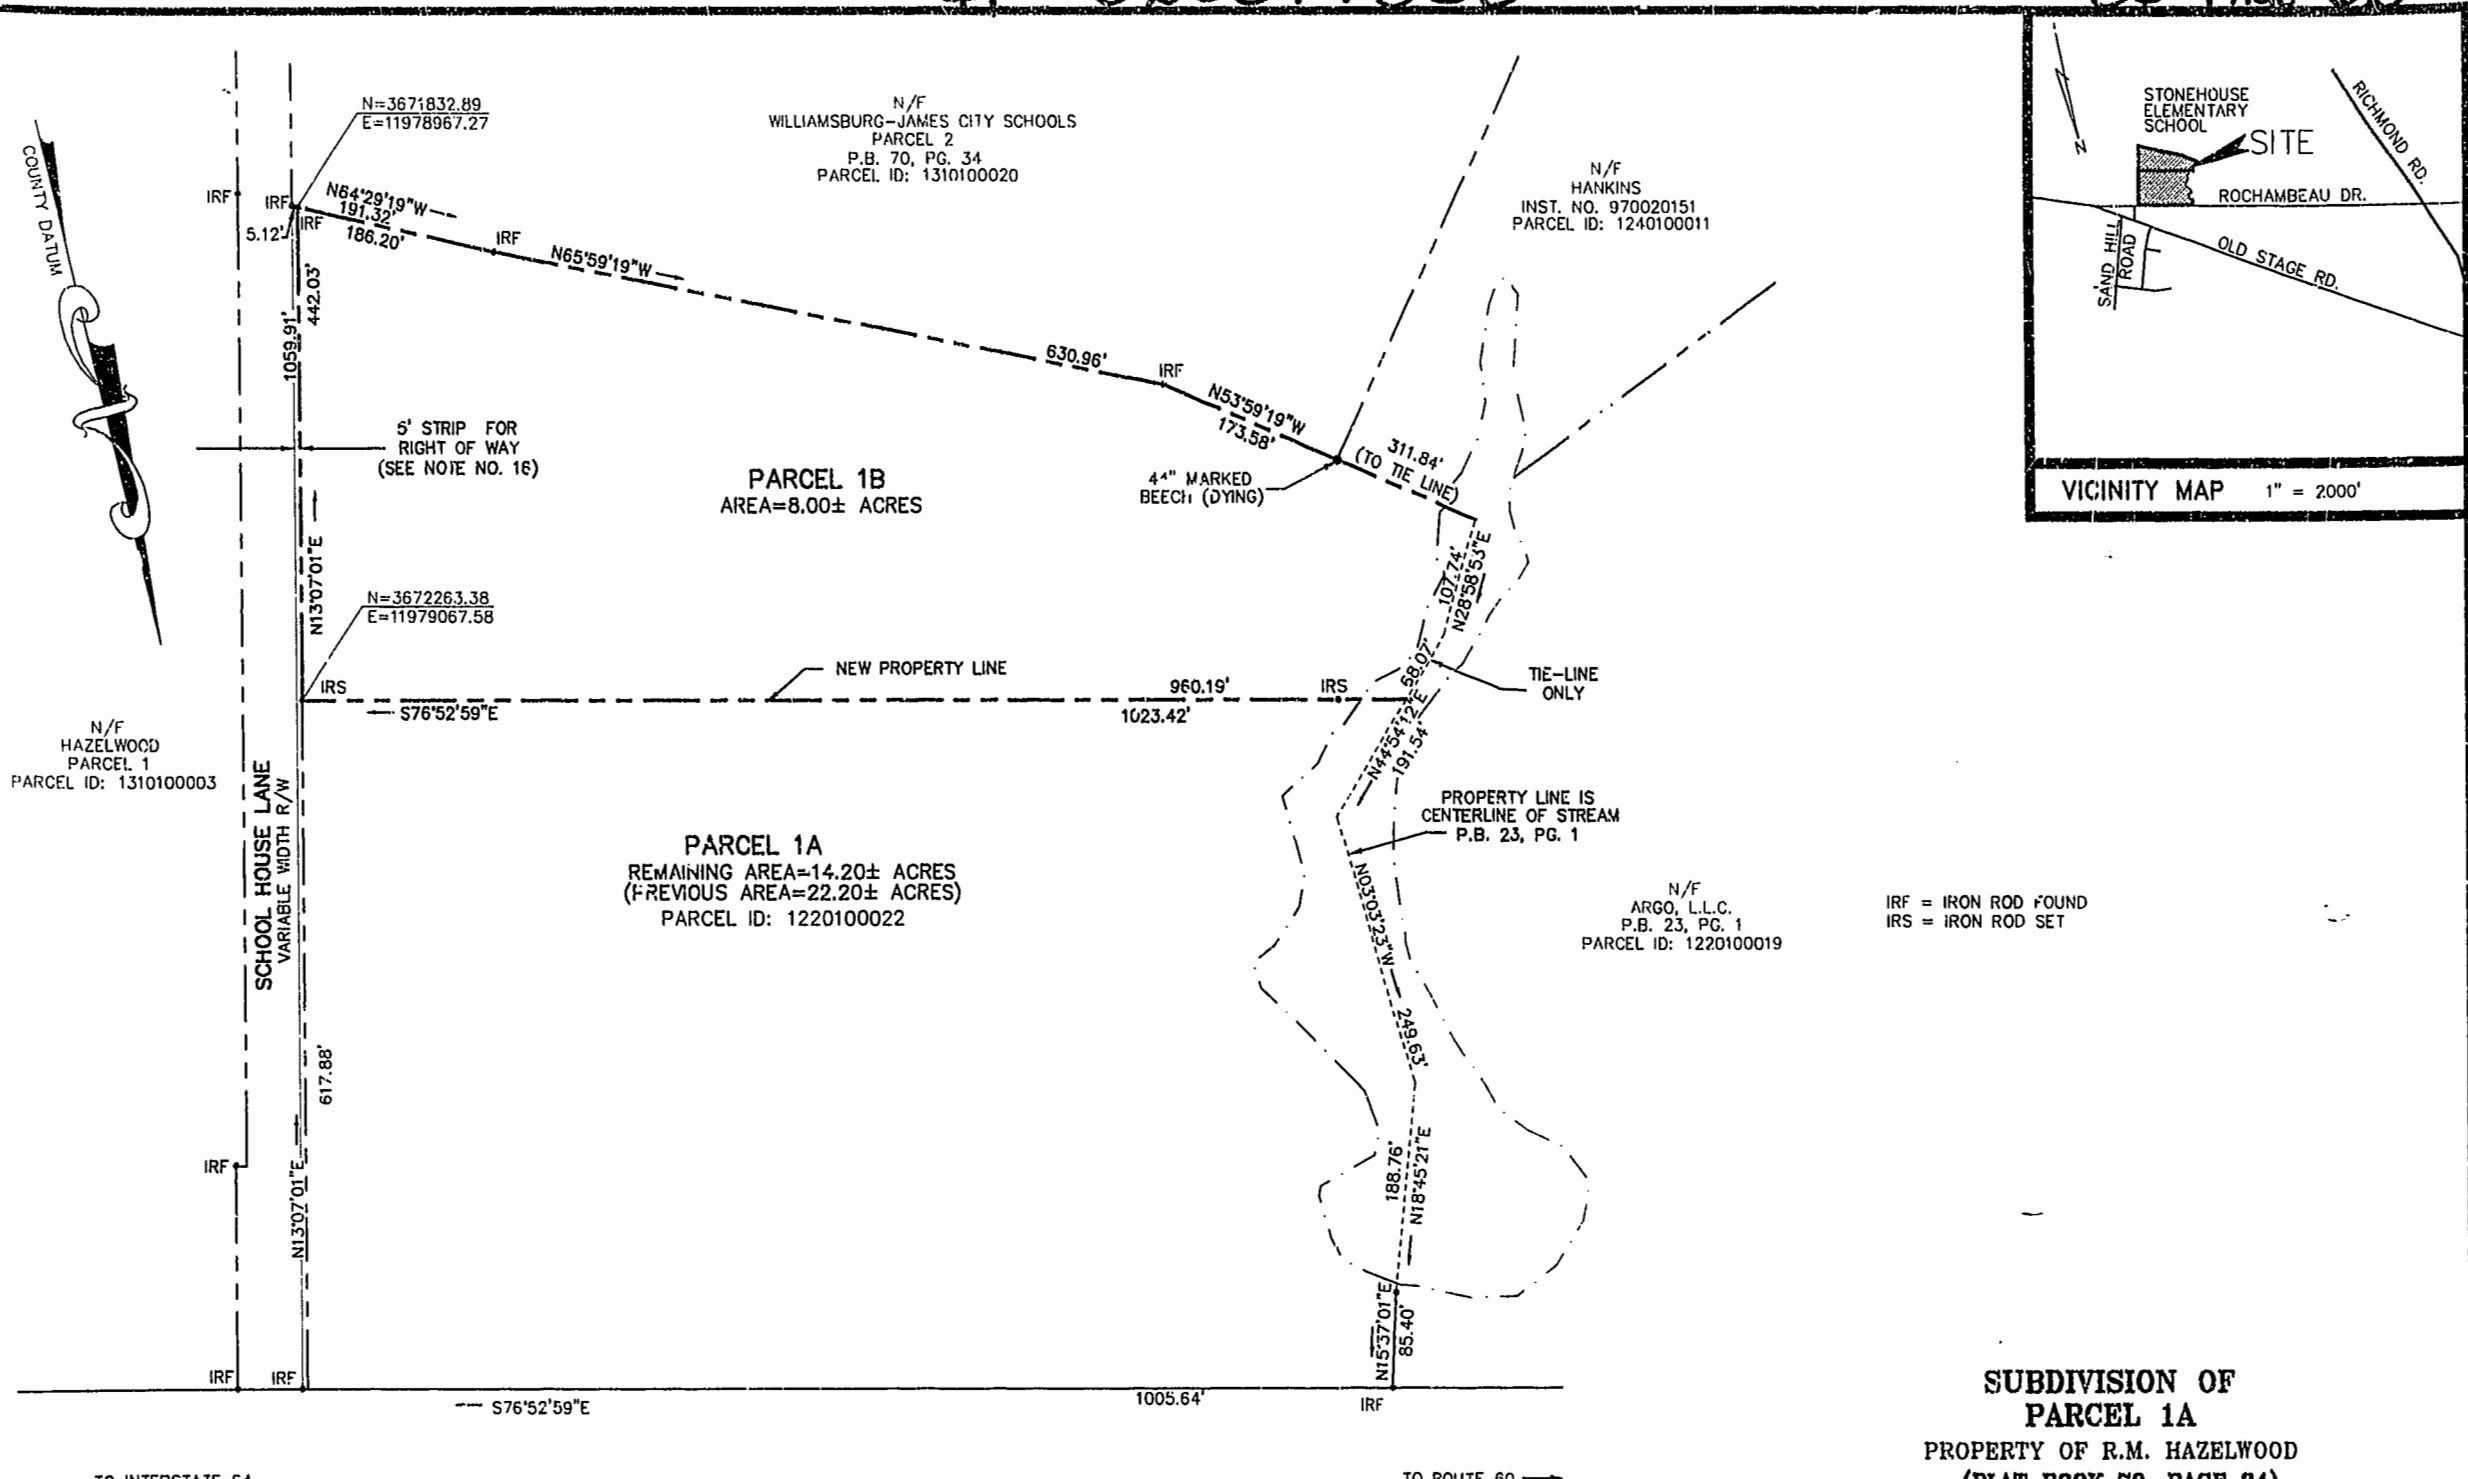 COUNTY DATUM
N=3671832.89
E=11978967.27
N/F
WILLIAMSBURG-JAMES CITY SCHOOLS
PARCEL 2
P.B. 70, PG. 34
PARCEL ID: 1310100020
N/F
HANKINS
INST. NO. 970020151
PARCEL ID: 1240100011
N
STONEHOUSE
ELEMENTARY
SCHOOL
SITE
RICHMOND RD.
ROCHAMBEAU DR.
OLD STAGE RD.
SAND HILL
ROAD
VICINITY MAP 1" = 2000'
IRF
IRF
IRF
5.12'
N64°29'19"W
191.32'
186.20'
IRF
N65°59'19"W
630.96'
IRF
N53°59'19"W
173.58'
311.84'
(TO TIE LINE)
442.03'
1059.91'
5' STRIP FOR
RIGHT OF WAY
(SEE NOTE NO. 16)
PARCEL 1B
AREA=8.00± ACRES
44" MARKED
BEECH (DYING)
N13°07'01"E
107.74'
N28°58'53"E
N=3672263.38
E=11979067.58
IRS
NEW PROPERTY LINE
960.19'
IRS
58.07'
TIE-LINE
ONLY
S76°52'59"E
1023.42'
N44°54'12"E
191.54'
N/F
HAZELWOOD
PARCEL 1
PARCEL ID: 1310100003
SCHOOL HOUSE LANE
VARIABLE WIDTH R/W
PARCEL 1A
REMAINING AREA=14.20± ACRES
(PREVIOUS AREA=22.20± ACRES)
PARCEL ID: 1220100022
PROPERTY LINE IS
CENTERLINE OF STREAM
P.B. 23, PG. 1
N03°03'23"W
249.63'
N/F
ARGO, L.L.C.
P.B. 23, PG. 1
PARCEL ID: 1220100019
IRF = IRON ROD FOUND
IRS = IRON ROD SET
617.88'
IRF
N13°07'01"E
188.76'
N18°45'21"E
N15°37'01"E
85.40'
IRF
IRF
S76°52'59"E
1005.64'
IRF
SUBDIVISION OF
PARCEL 1A
PROPERTY OF R.M. HAZELWOOD
(PLAT BOOK 70, PAGE 34)
TO INTERSTATE 64
TO ROUTE 60